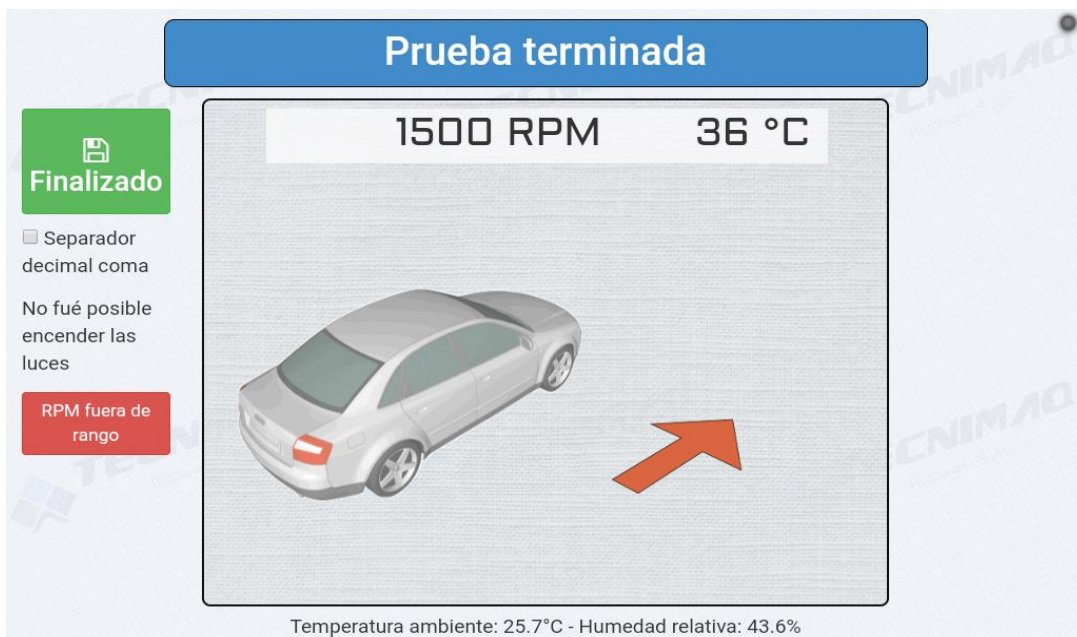 Prueba terminada
1500 RPM 36 °C
Finalizado
Separador
decimal coma
No fué posible
encender las
luces
RPM fuera de
rango
TECNIMAQ
Temperatura ambiente: 25.7°C - Humedad relativa: 43.6%